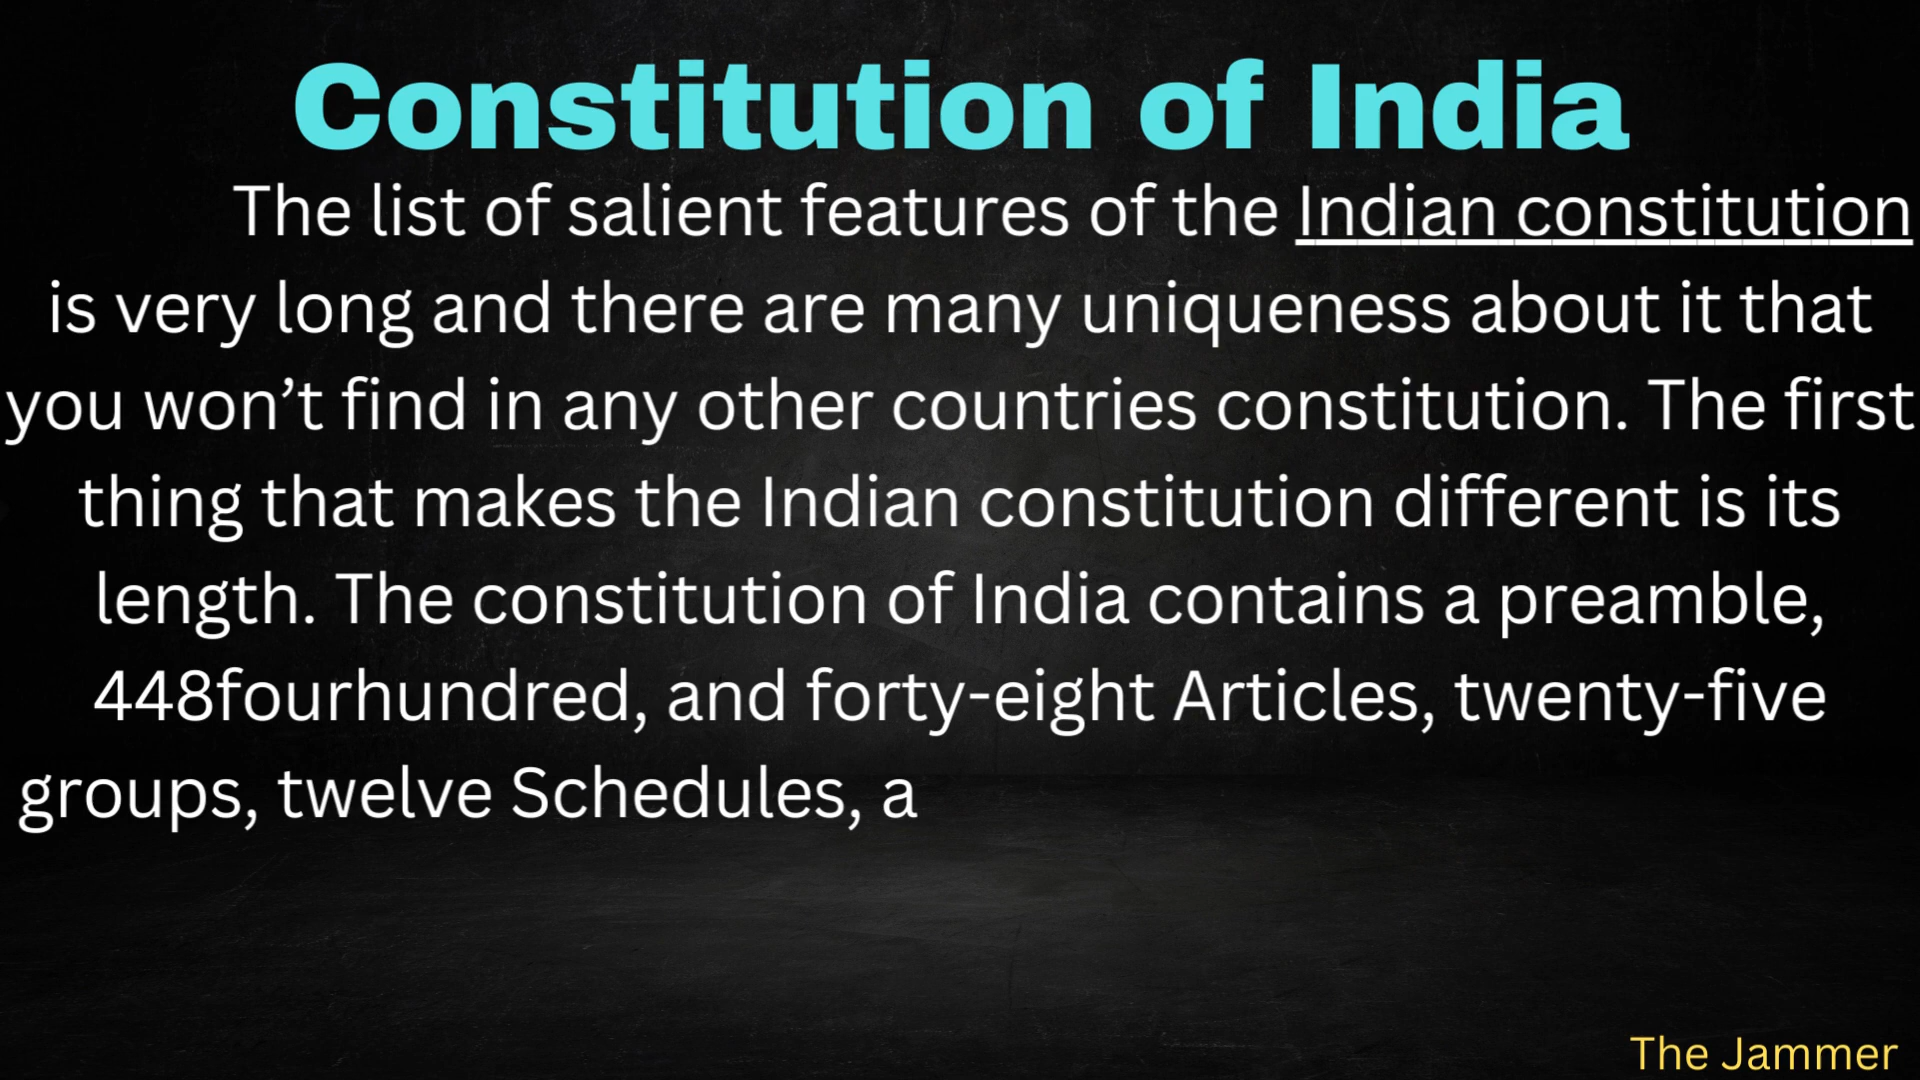 Constitution of India
The list of salient features of the Indian constitution
is very long and there are many uniqueness about it that
you won’t find in any other countries constitution. The first
thing that makes the Indian constitution different is its
length. The constitution of India contains a preamble,
448fourhundred, and forty-eight Articles, twenty-five
groups, twelve Schedules, a
The Jammer